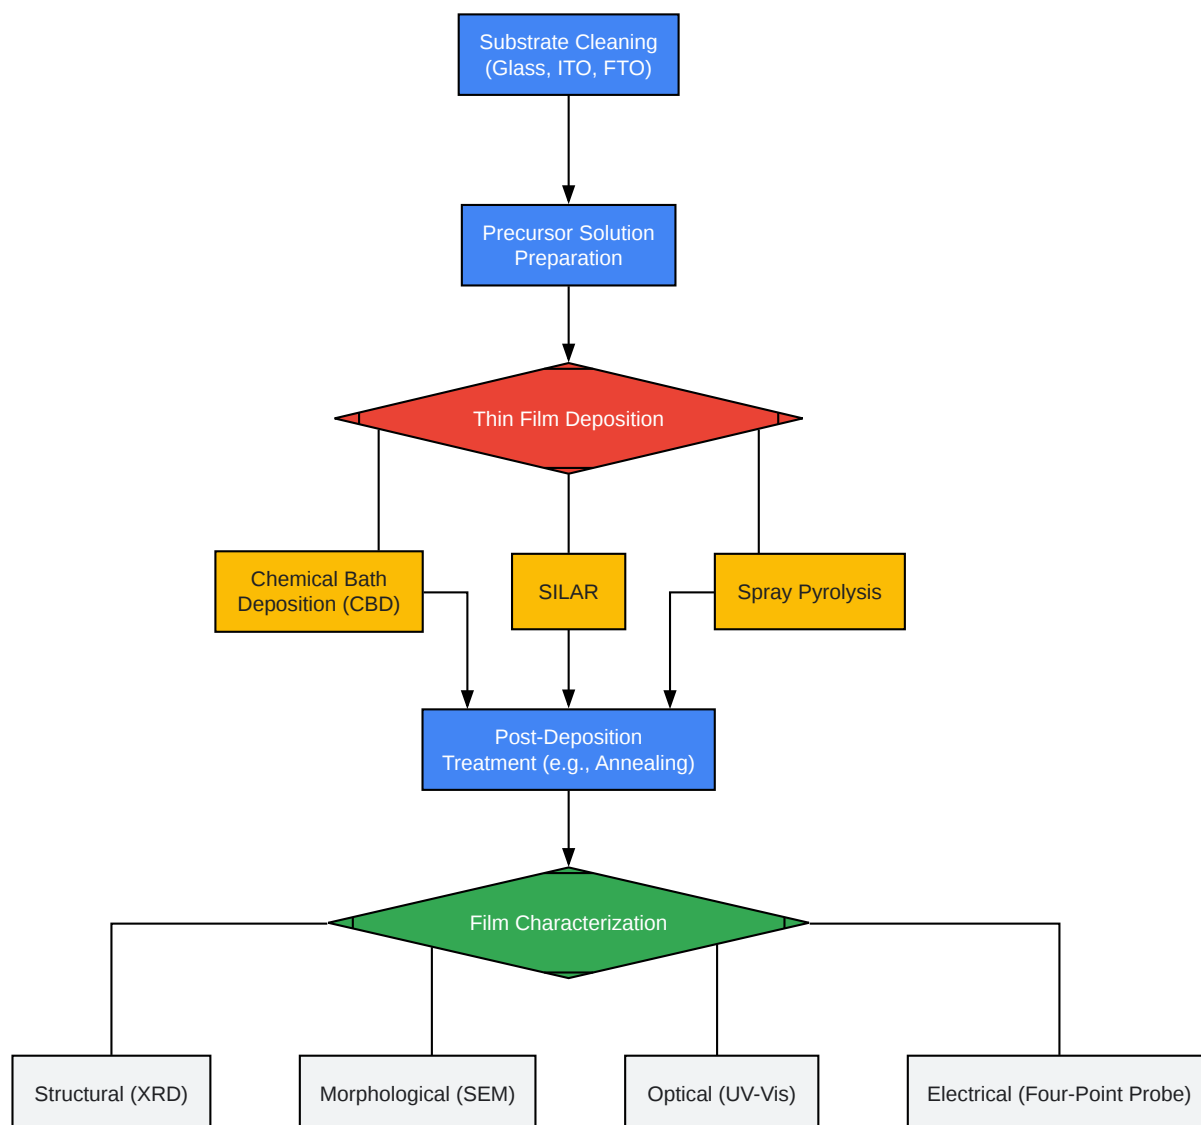 Substrate Cleaning
(Glass, ITO, FTO)
Precursor Solution
Preparation
Thin Film Deposition
Chemical Bath
Deposition (CBD)
SILAR
Spray Pyrolysis
Post-Deposition
Treatment (e.g., Annealing)
Film Characterization
Structural (XRD)
Morphological (SEM)
Optical (UV-Vis)
Electrical (Four-Point Probe)